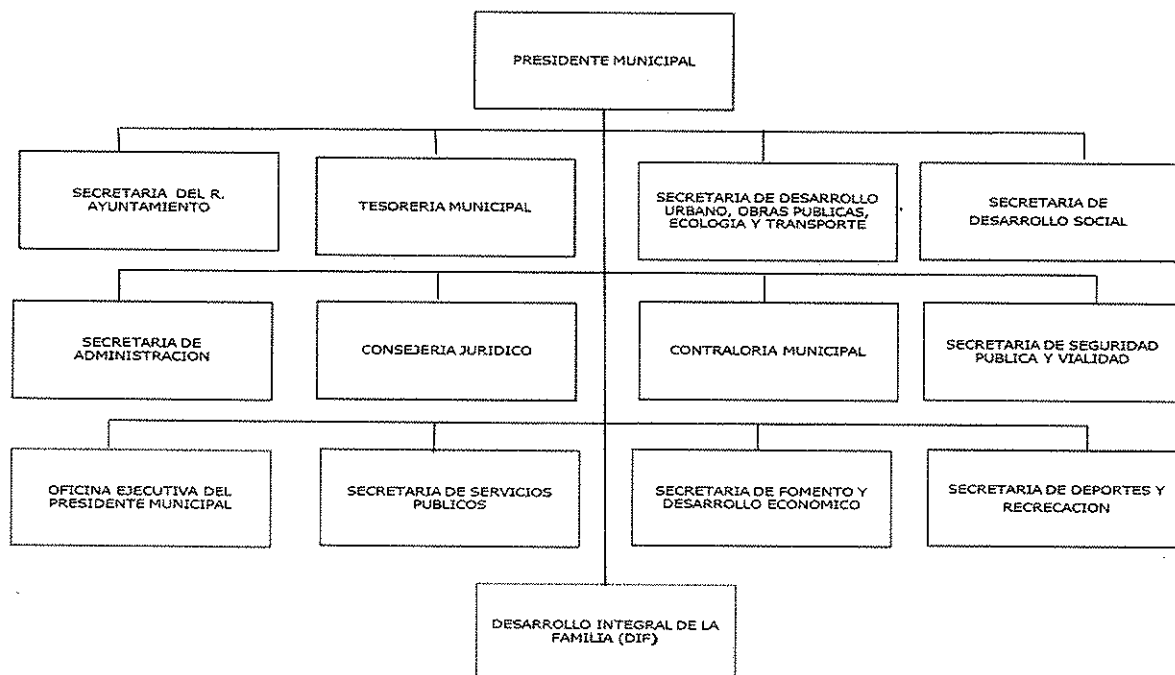 PRESIDENTE MUNICIPAL
SECRETARIA DEL R.
AYUNTAMIENTO
TESORERIA MUNICIPAL
SECRETARIA DE DESARROLLO
URBANO, OBRAS PUBLICAS,
ECOLOGIA Y TRANSPORTE
SECRETARIA DE
DESARROLLO SOCIAL
SECRETARIA DE
ADMINISTRACION
CONSEJERIA JURIDICO
CONTRALORIA MUNICIPAL
SECRETARIA DE SEGURIDAD
PUBLICA Y VIALIDAD
OFICINA EJECUTIVA DEL
PRESIDENTE MUNICIPAL
SECRETARIA DE SERVICIOS
PUBLICOS
SECRETARIA DE FOMENTO Y
DESARROLLO ECONOMICO
SECRETARIA DE DEPORTES Y
RECRECACION
DESARROLLO INTEGRAL DE LA
FAMILIA (DIF)